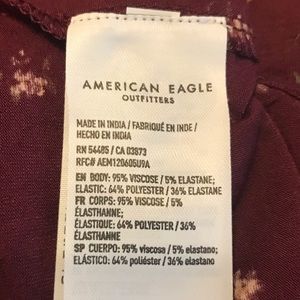 AMERICAN EAGLE
OUTFITTERS
MADE IN INDIA / FABRIQUÉ EN INDE /
HECHO EN INDIA
RN 54485 / CA 03873
RFC# AEM120605U9A
EN BODY: 95% VISCOSE / 5% ELASTANE;
ELASTIC: 64% POLYESTER / 36% ELASTANE
FR CORPS: 95% VISCOSE / 5%
ÉLASTHANNE;
ÉLASTIQUE: 64% POLYESTER / 36%
ÉLASTHANNE
SP CUERPO: 95% viscosa / 5% elastano;
ELÁSTICO: 64% poliéster / 36% elastano